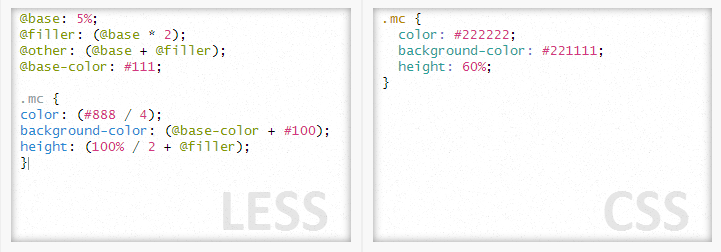 @base: 5%;
@filler: (@base * 2);
@other: (@base + @filler);
@base-color: #111;
.mc {
color: (#888 / 4);
background-color: (@base-color + #100);
height: (100% / 2 + @filler);
}
LESS
.mc {
color: #222222;
background-color: #221111;
height: 60%;
}
CSS